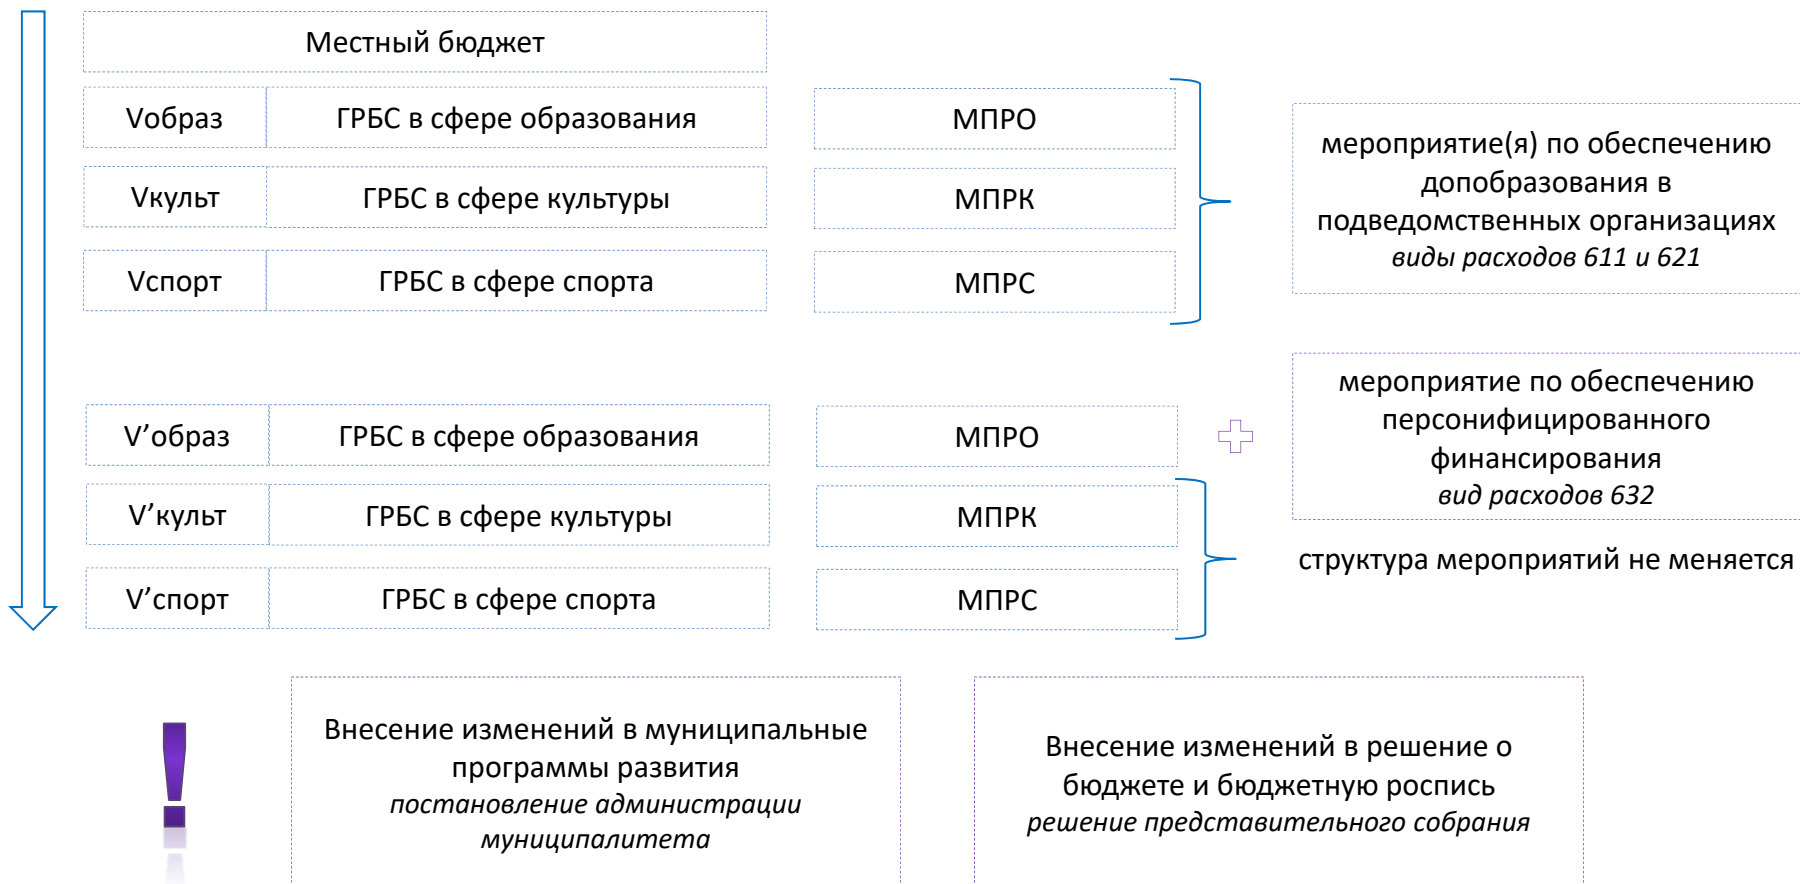 Местный бюджет
Vобраз ГРБС в сфере образования МПРО
Vкульт ГРБС в сфере культуры МПРК
Vспорт ГРБС в сфере спорта МПРС
мероприятие(я) по обеспечению
допобразования в
подведомственных организациях
виды расходов 611 и 621
V’образ ГРБС в сфере образования МПРО
V’культ ГРБС в сфере культуры МПРК
V’спорт ГРБС в сфере спорта МПРС
мероприятие по обеспечению
персонифицированного
финансирования
вид расходов 632
структура мероприятий не меняется
!
Внесение изменений в муниципальные
программы развития
постановление администрации
муниципалитета
Внесение изменений в решение о
бюджете и бюджетную роспись
решение представительного собрания